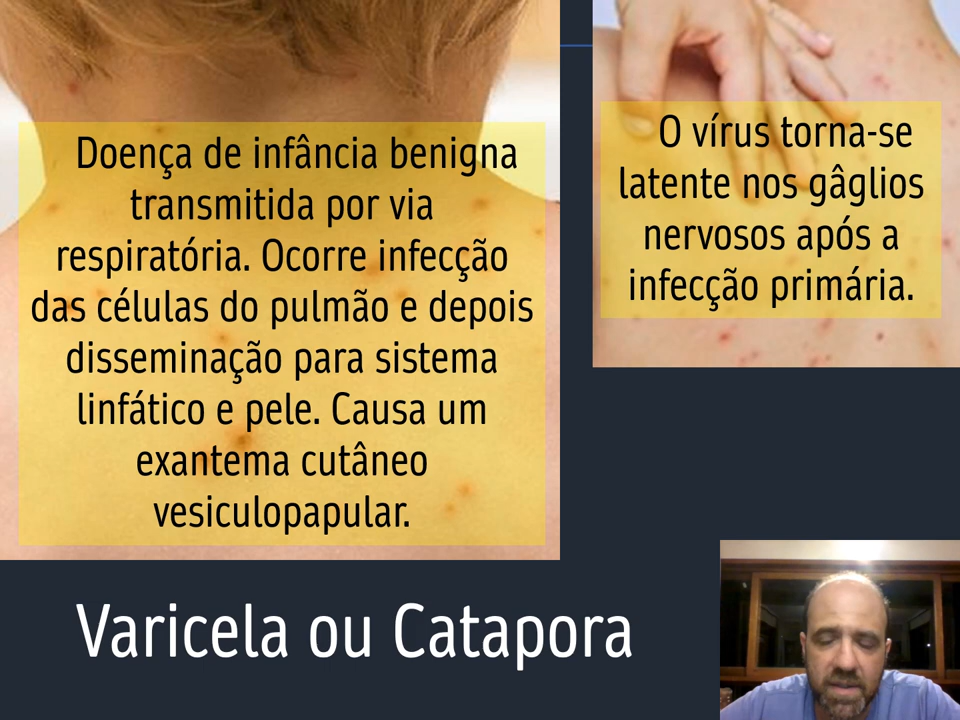 Doença de infância benigna
transmitida por via
respiratória. Ocorre infecção
das células do pulmão e depois
disseminação para sistema
linfático e pele. Causa um
exantema cutâneo
vesiculopapular.
O vírus torna-se
latente nos gâglios
nervosos após a
infecção primária.
Varicela ou Catapora